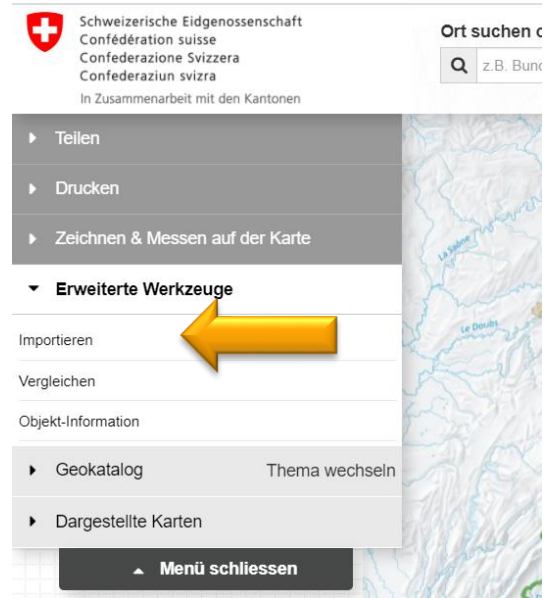 Schweizerische Eidgenossenschaft
Confédération suisse
Confederazione Svizzera
Confederaziun svizra
In Zusammenarbeit mit den Kantonen
Ort suchen
z.B.
Teilen
Drucken
Zeichnen & Messen auf der Karte
Erweiterte Werkzeuge
Importieren
Vergleichen
Objekt-Information
Geokatalog Thema wechseln
Dargestellte Karten
Menü schliessen
La Saône
Le Doubs